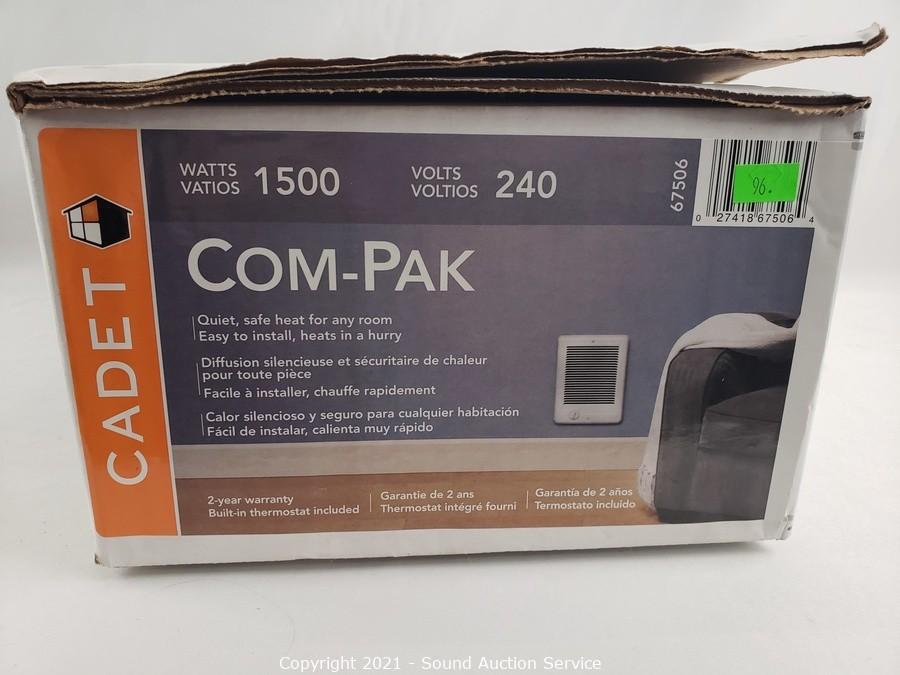 WATTS
VATIOS
1500
VOLTS
VOLTIOS
240
67506
96.
0 27418 67506 4
CADET
COM-PAK
Quiet, safe heat for any room
Easy to install, heats in a hurry
Diffusion silencieuse et sécuritaire de chaleur
pour toute pièce
Facile à installer, chauffe rapidement
Calor silencioso y seguro para cualquier habitación
Fácil de instalar, calienta muy rápido
2-year warranty
Built-in thermostat included
Garantie de 2 ans
Thermostat intégré fourni
Garantía de 2 años
Termostato incluido
Copyright 2021 - Sound Auction Service